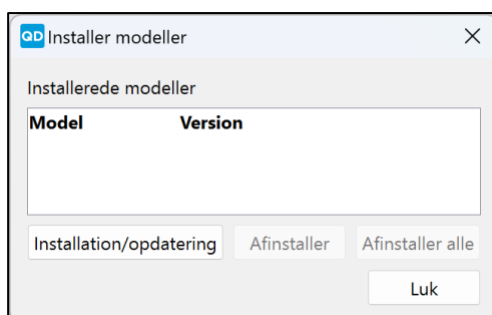 QD Installer modeller
Installerede modeller
Model Version
Installation/opdatering Afinstaller Afinstaller alle
Luk